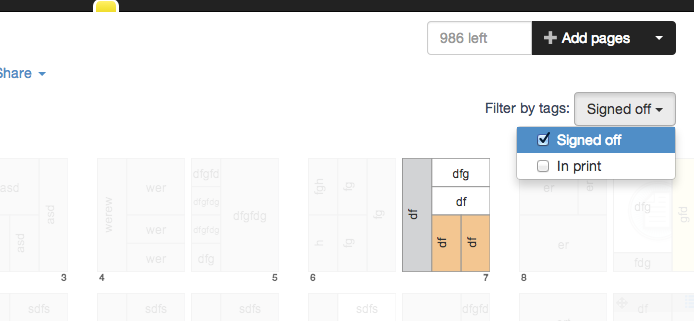 986 left
Add pages
Share
Filter by tags: Signed off
Signed off
In print
asd
asd
asd
3
werew
wer
wer
wer
4
dfgfd
dfgfdg
dfgfdg
dfg
dfgfdg
5
fgh
fg
fg
h
fg
6
df
dfg
df
df
df
7
er
er
8
dfg
fdg
gfd
sdfs
sdfs
sdfs
dfgfd
df